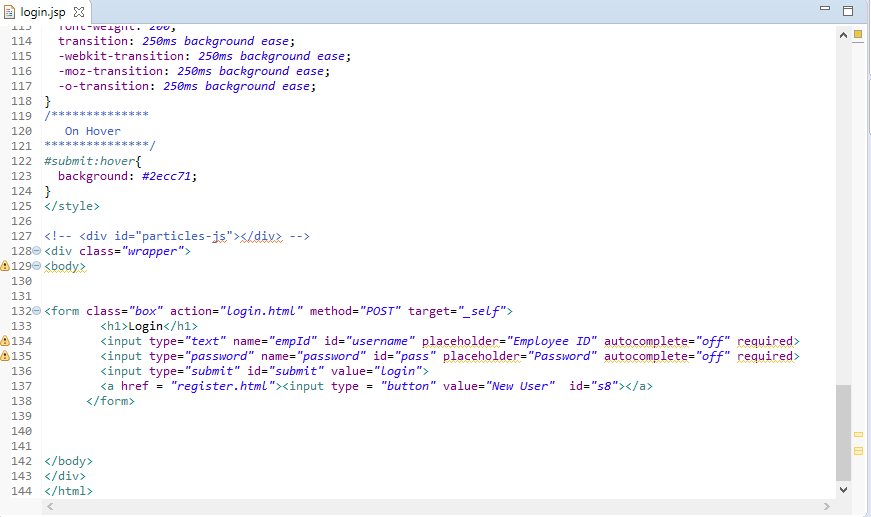 login.jsp
113 font-weight: 200;
114 transition: 250ms background ease;
115 -webkit-transition: 250ms background ease;
116 -moz-transition: 250ms background ease;
117 -o-transition: 250ms background ease;
118 }
119 /**************
120 On Hover
121 ***************/
122 #submit:hover{
123 background: #2ecc71;
124 }
125 </style>
126
127 <!-- <div id="particles-js"></div> -->
128 <div class="wrapper">
129 <body>
130
131
132 <form class="box" action="login.html" method="POST" target="_self">
133 <h1>Login</h1>
134 <input type="text" name="empId" id="username" placeholder="Employee ID" autocomplete="off" required>
135 <input type="password" name="password" id="pass" placeholder="Password" autocomplete="off" required>
136 <input type="submit" id="submit" value="login">
137 <a href = "register.html"><input type = "button" value="New User"  id="s8"></a>
138 </form>
139
140
141
142 </body>
143 </div>
144 </html>